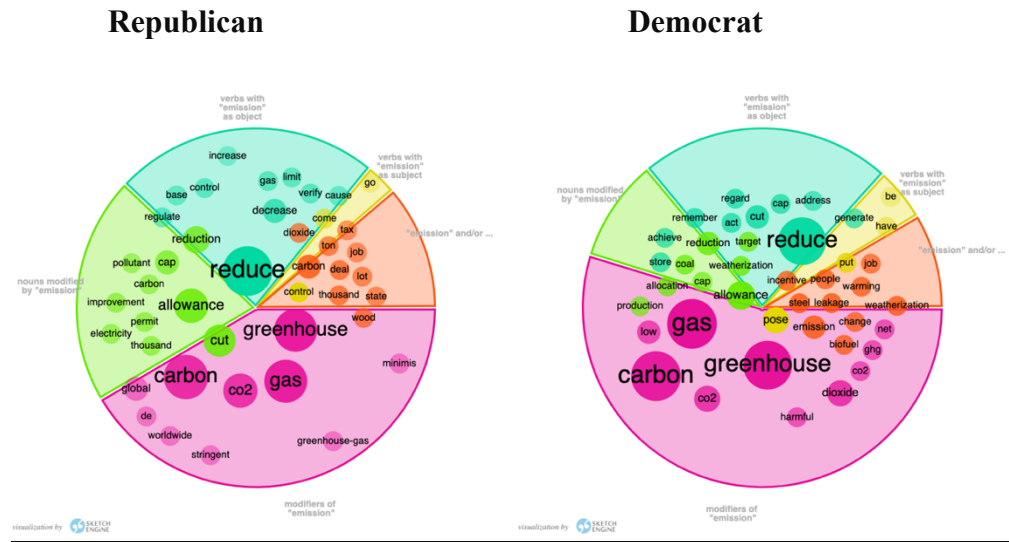 Republican
Democrat
verbs with
"emission"
as object
increase
gas
limit
verify
cause
base
control
decrease
regulate
reduce
verbs with
"emission"
as subject
go
come
"emission" and/or ...
dioxide
tax
ton
job
carbon
deal
lot
control
thousand
state
wood
nouns modified
by "emission"
reduction
pollutant
cap
carbon
improvement
allowance
permit
electricity
thousand
cut
greenhouse
carbon
co2
gas
minimis
global
de
worldwide
stringent
greenhouse-gas
modifiers of
"emission"
visualization by
SKETCH
ENGINE
verbs with
"emission"
as object
regard
cap
address
remember
act
cut
generate
achieve
reduce
store
verbs with
"emission"
as subject
be
have
put
pose
"emission" and/or ...
job
incentive
people
warming
steel
leakage
weatherization
emission
change
biofuel
nouns modified
by "emission"
reduction
target
coal
weatherization
cap
allocation
allowance
production
low
gas
net
ghg
greenhouse
carbon
co2
co2
dioxide
harmful
modifiers of
"emission"
visualization by
SKETCH
ENGINE